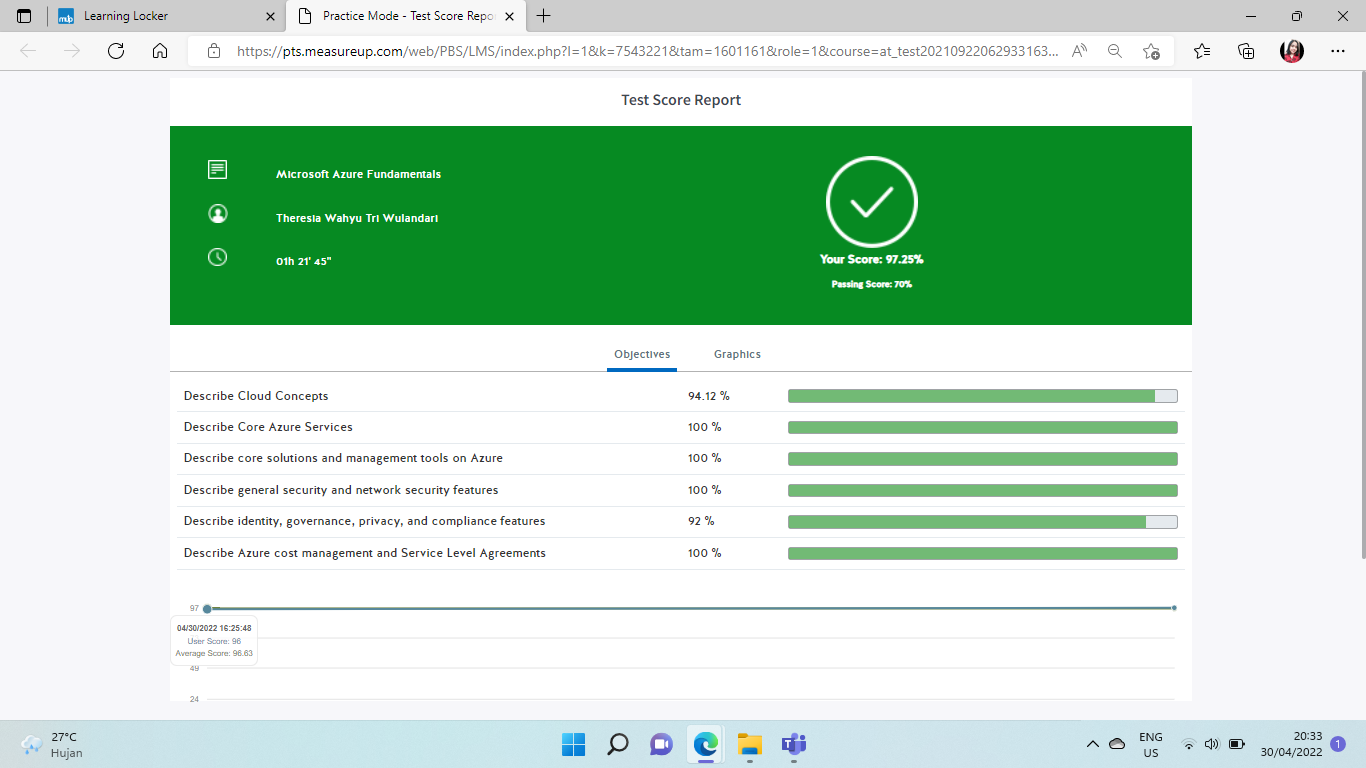 Learning Locker
Practice Mode - Test Score Repo
https://pts.measureup.com/web/PBS/LMS/index.php?l=1&k=7543221&tam=1601161&role=1&course=at_test20210922062933163...
Test Score Report
Microsoft Azure Fundamentals
Theresia Wahyu Tri Wulandari
01h 21' 45"
Your Score: 97.25%
Passing Score: 70%
Objectives Graphics
Describe Cloud Concepts 94.12 %
Describe Core Azure Services 100 %
Describe core solutions and management tools on Azure 100 %
Describe general security and network security features 100 %
Describe identity, governance, privacy, and compliance features 92 %
Describe Azure cost management and Service Level Agreements 100 %
97
04/30/2022 16:25:48
User Score: 96
Average Score: 96.63
49
24
27°C
Hujan
ENG
US
20:33
30/04/2022
1